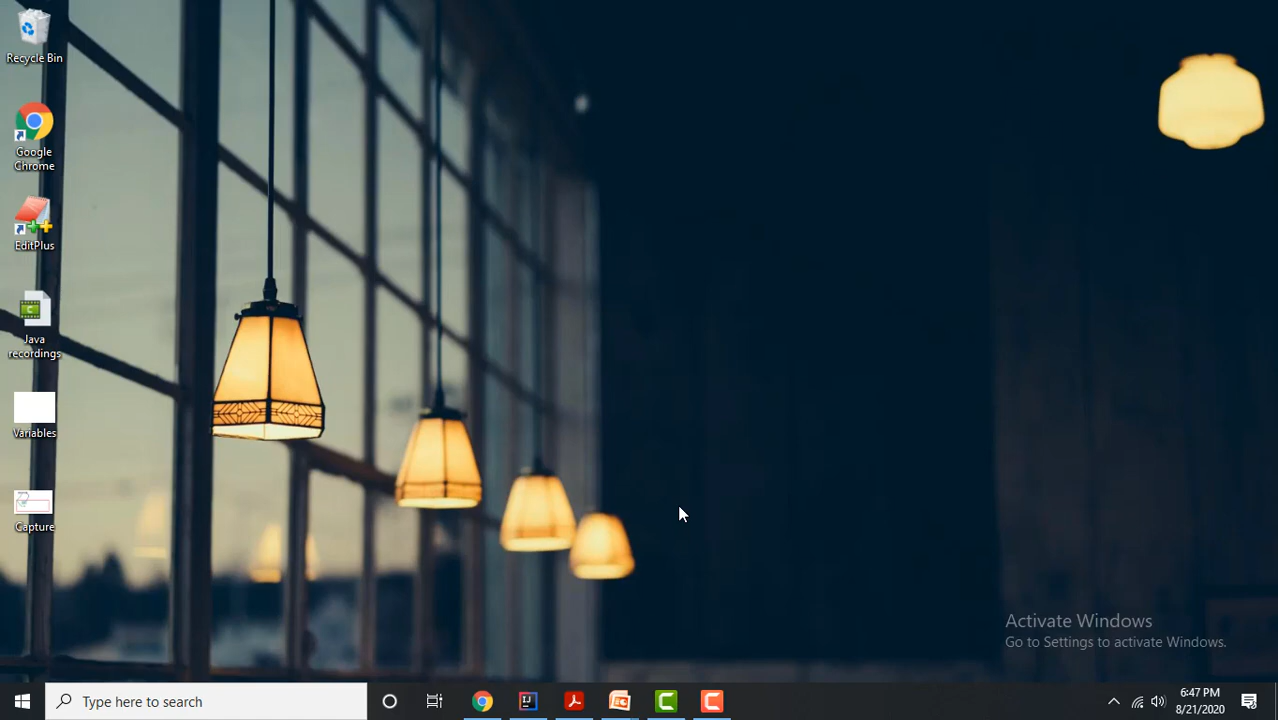 Recycle Bin
Google
Chrome
EditPlus
Java
recordings
Variables
Capture
Activate Windows
Go to Settings to activate Windows.
Type here to search
6:47 PM
8/21/2020